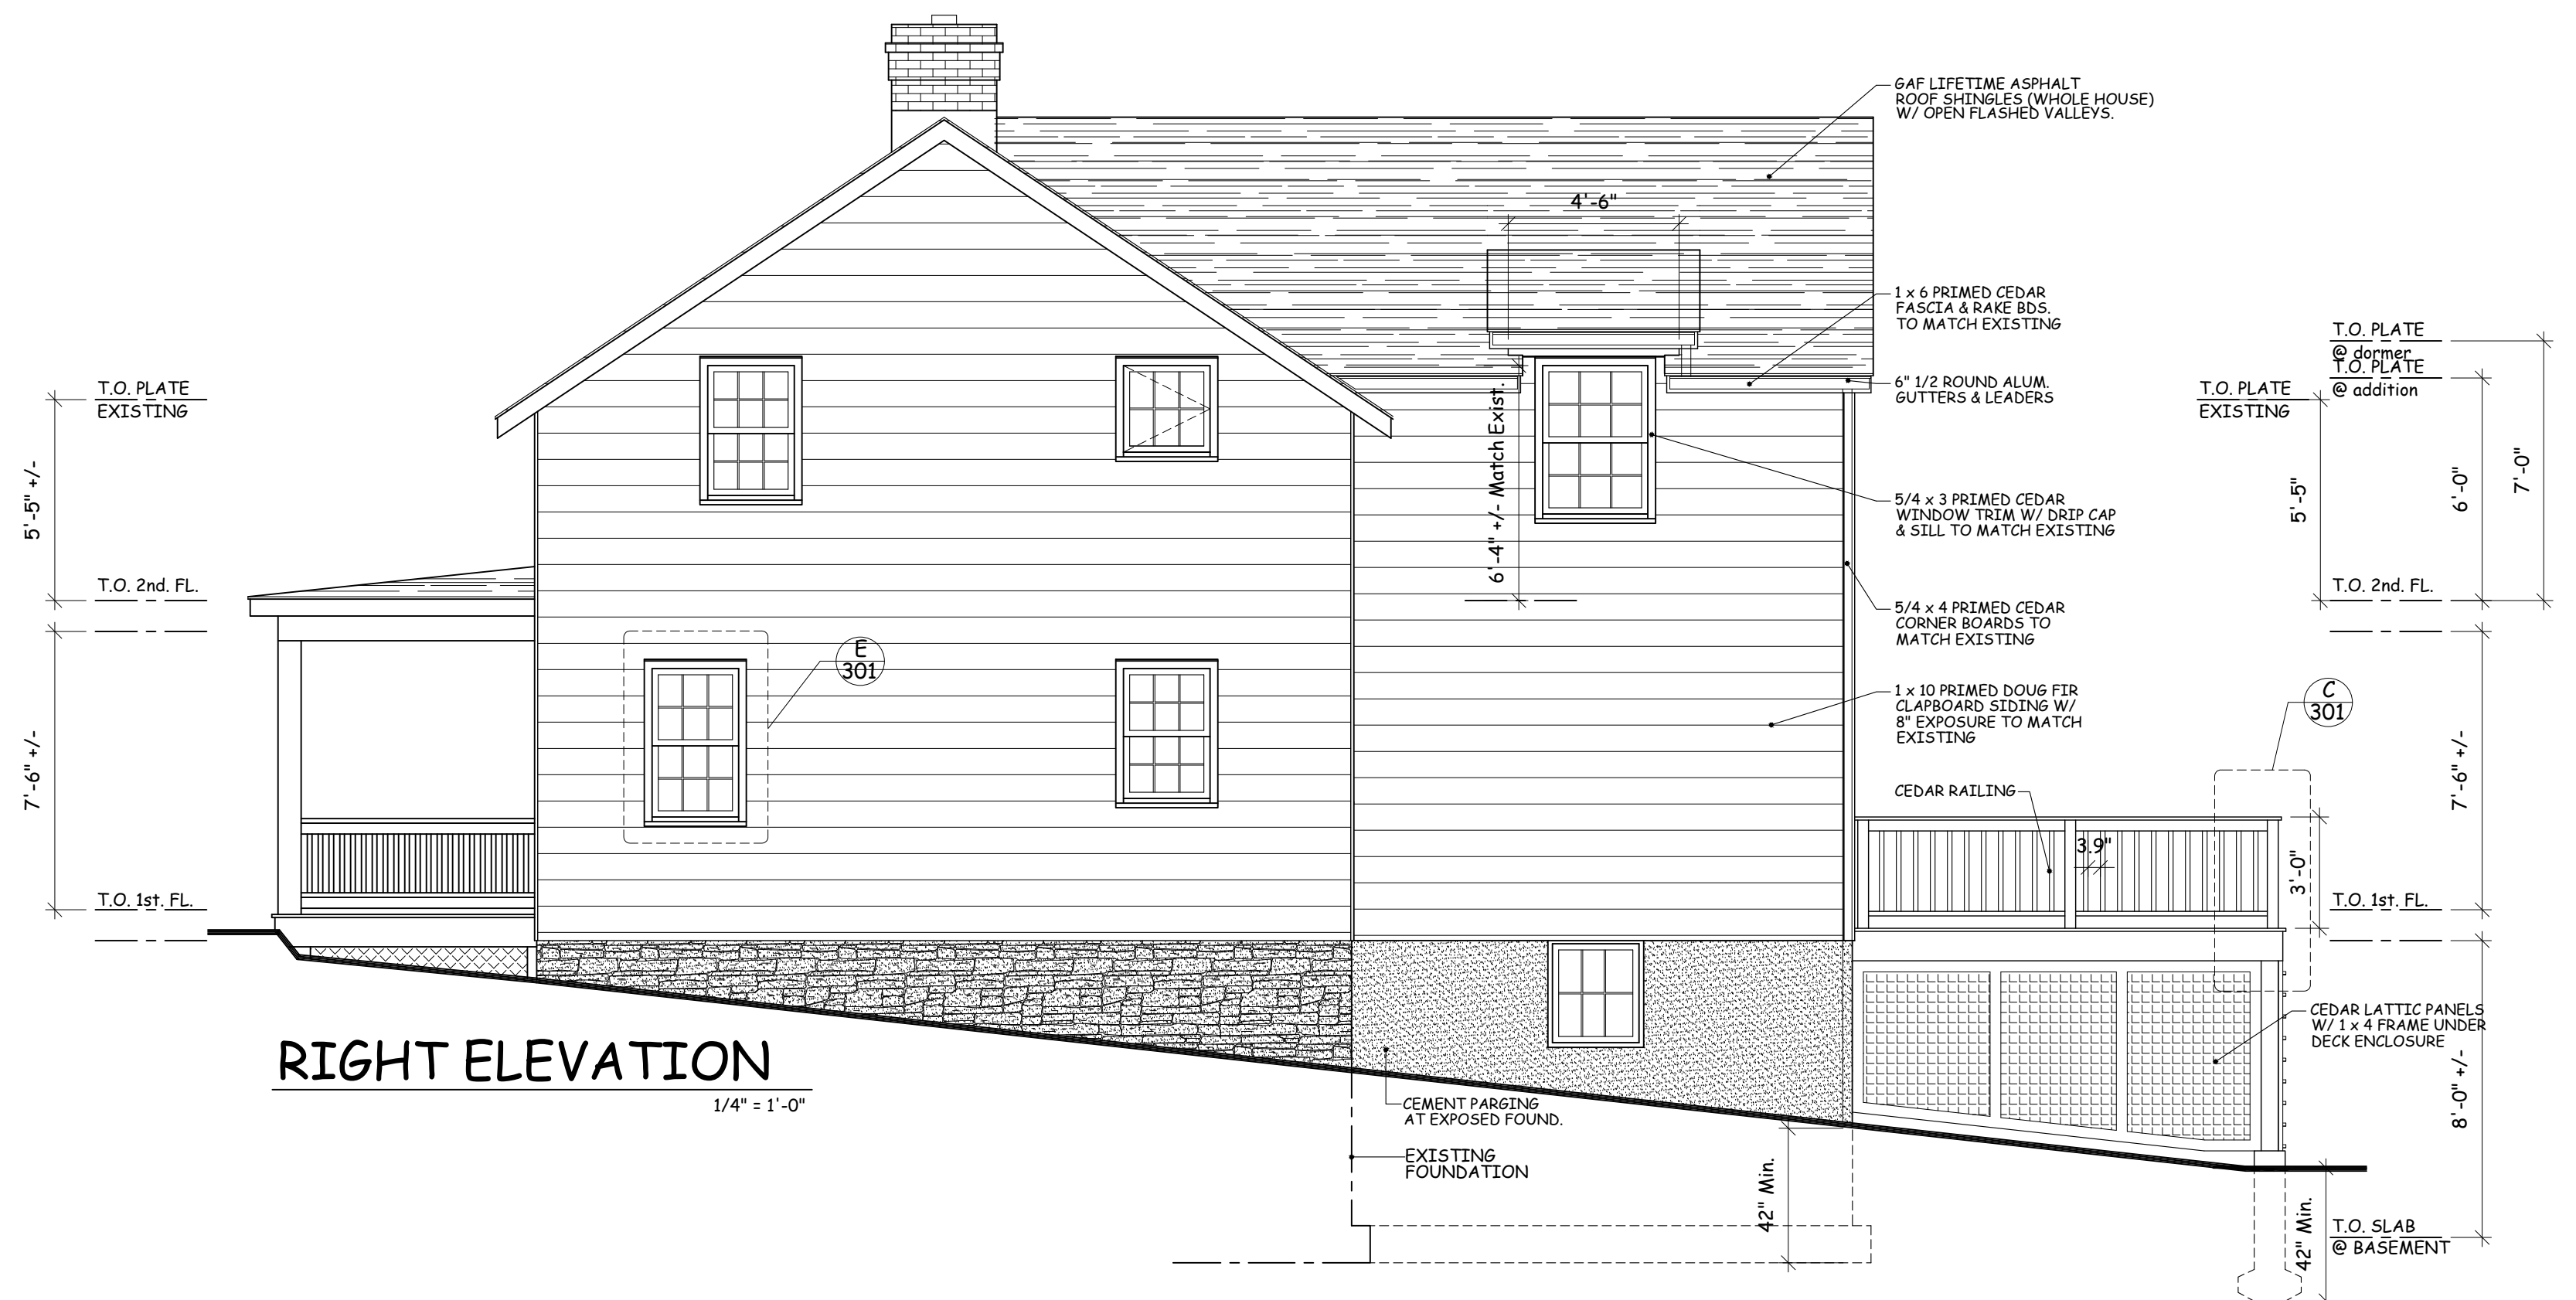 GAF LIFETIME ASPHALT
ROOF SHINGLES (WHOLE HOUSE)
W/ OPEN FLASHED VALLEYS.
4'-6"
1 x 6 PRIMED CEDAR
FASCIA & RAKE BDS.
TO MATCH EXISTING
6" 1/2 ROUND ALUM.
GUTTERS & LEADERS
T.O. PLATE
@ dormer
T.O. PLATE
@ addition
T.O. PLATE
EXISTING
T.O. PLATE
EXISTING
5'-5" +/-
6'-4" +/- Match Exist.
5/4 x 3 PRIMED CEDAR
WINDOW TRIM W/ DRIP CAP
& SILL TO MATCH EXISTING
5'-5"
6'-0"
7'-0"
T.O. 2nd. FL.
T.O. 2nd. FL.
5/4 x 4 PRIMED CEDAR
CORNER BOARDS TO
MATCH EXISTING
E
301
C
301
1 x 10 PRIMED DOUG FIR
CLAPBOARD SIDING W/
8" EXPOSURE TO MATCH
EXISTING
7'-6" +/-
7'-6" +/-
CEDAR RAILING
3.9"
3'-0"
T.O. 1st. FL.
T.O. 1st. FL.
CEDAR LATTIC PANELS
W/ 1 x 4 FRAME UNDER
DECK ENCLOSURE
8'-0" +/-
RIGHT ELEVATION
1/4" = 1'-0"
CEMENT PARGING
AT EXPOSED FOUND.
EXISTING
FOUNDATION
42" Min.
42" Min.
T.O. SLAB
@ BASEMENT